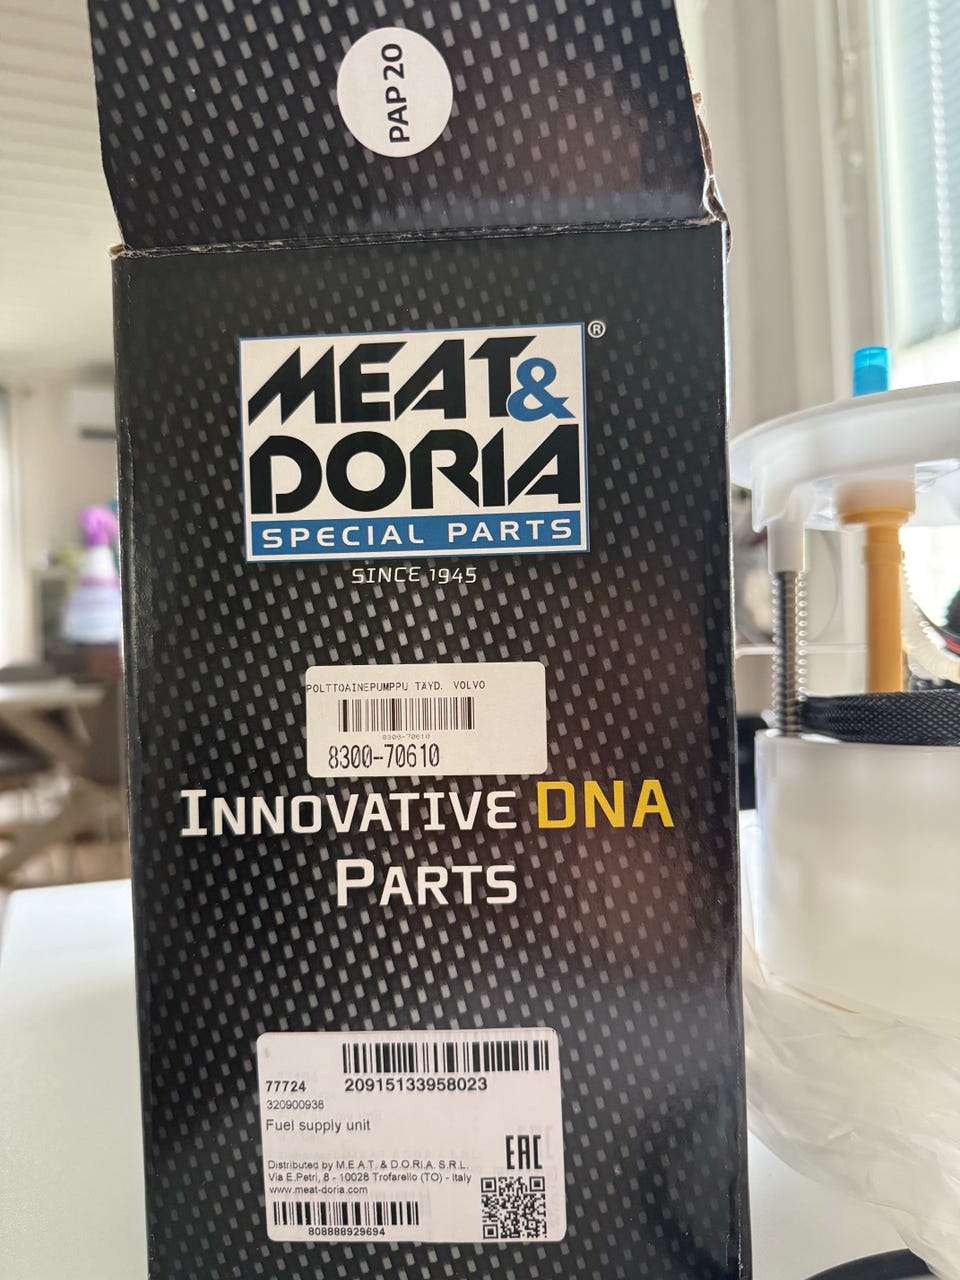 PAP 20
MEAT&
DORIA
®
SPECIAL PARTS
SINCE 1945
POLTTOAINEPUMPPU TÄYD. VOLVO
8300-70610
8300-70610
INNOVATIVE DNA
PARTS
77724 20915133958023
320900938
Fuel supply unit
EAC
Distributed by M.E.A.T. & D.O.R.I.A. S.R.L.
Via E.Petri, 8 - 10028 Trofarello (TO) - Italy
www.meat-doria.com
808888929694